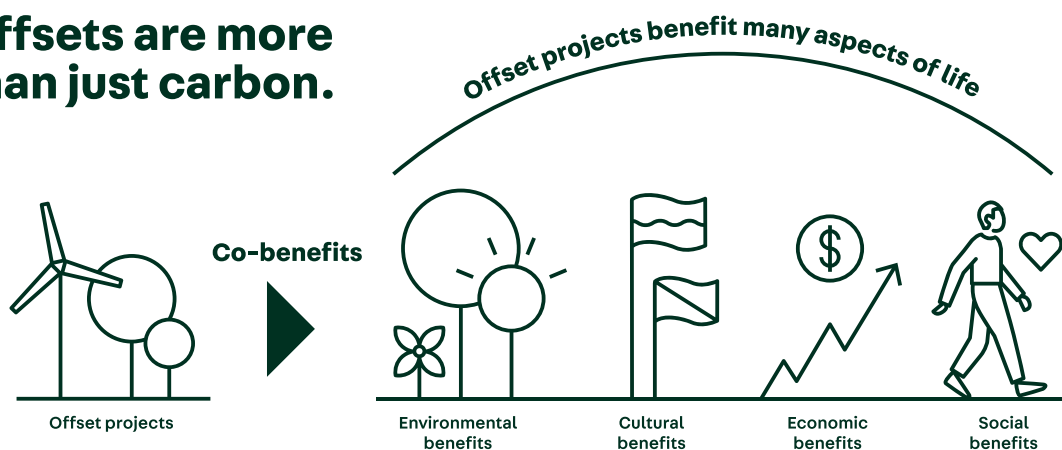 ffsets are more
an just carbon.
Offset projects benefit many aspects of life
Co-benefits
$
Offset projects
Environmental
benefits
Cultural
benefits
Economic
benefits
Social
benefits